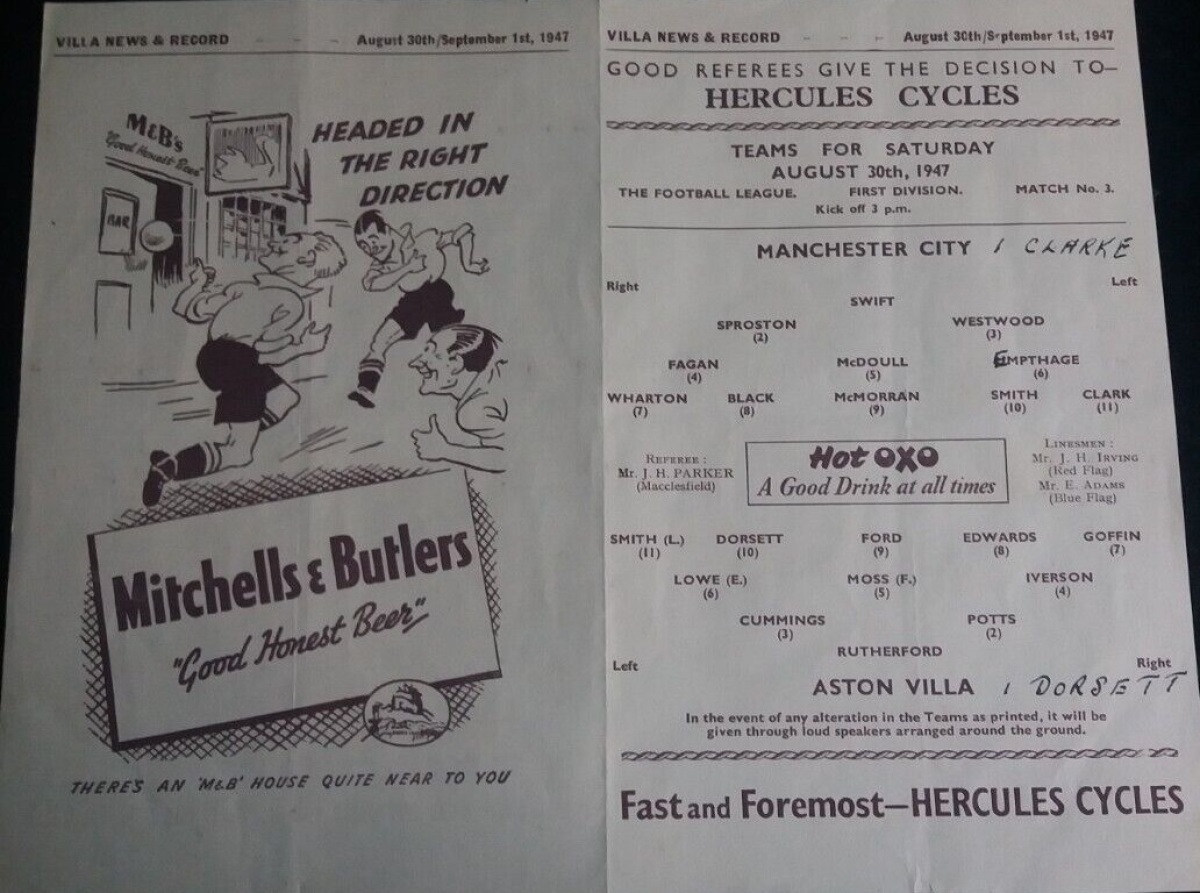 VILLA NEWS & RECORD - - - August 30th/September 1st, 1947
M&B's
"Good Honest Beer"
BAR
HEADED IN
THE RIGHT
DIRECTION
Mitchells & Butlers
"Good Honest Beer"
THERE'S AN 'M&B' HOUSE QUITE NEAR TO YOU
VILLA NEWS & RECORD - - - August 30th/September 1st, 1947
GOOD REFEREES GIVE THE DECISION TO—
HERCULES CYCLES
TEAMS FOR SATURDAY
AUGUST 30th, 1947
THE FOOTBALL LEAGUE. FIRST DIVISION. MATCH No. 3.
Kick off 3 p.m.
MANCHESTER CITY 1 CLARKE
Right Left
SWIFT
SPROSTON WESTWOOD
(2) (3)
FAGAN McDOULL EMPTHAGE
(4) (5) (6)
WHARTON BLACK McMORRAN SMITH CLARK
(7) (8) (9) (10) (11)
REFEREE :
Mr. J. H. PARKER
(Macclesfield)
Hot OXO
A Good Drink at all times
LINESMEN :
Mr. J. H. IRVING
(Red Flag)
Mr. E. ADAMS
(Blue Flag)
SMITH (L.) DORSETT FORD EDWARDS GOFFIN
(11) (10) (9) (8) (7)
LOWE (E.) MOSS (F.) IVERSON
(6) (5) (4)
CUMMINGS POTTS
(3) (2)
RUTHERFORD
Left Right
ASTON VILLA 1 DORSETT
In the event of any alteration in the Teams as printed, it will be
given through loud speakers arranged around the ground.
Fast and Foremost—HERCULES CYCLES